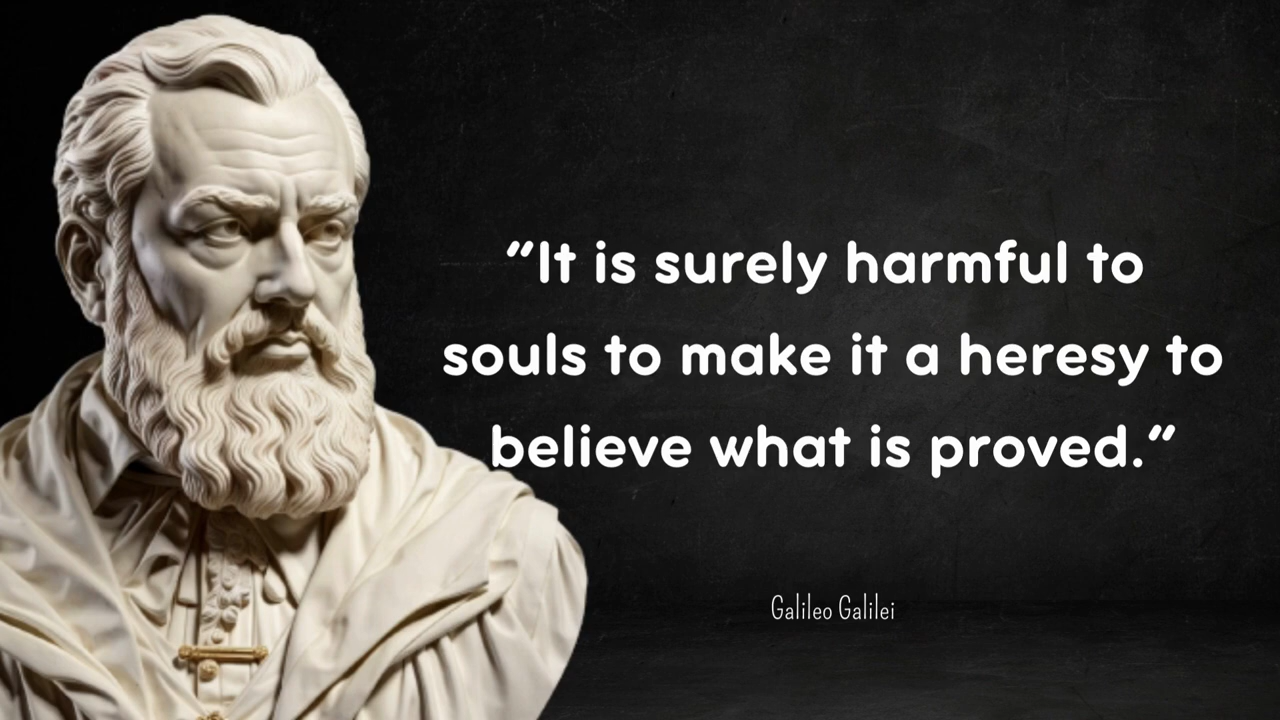 “It is surely harmful to
souls to make it a heresy to
believe what is proved.”
Galileo Galilei